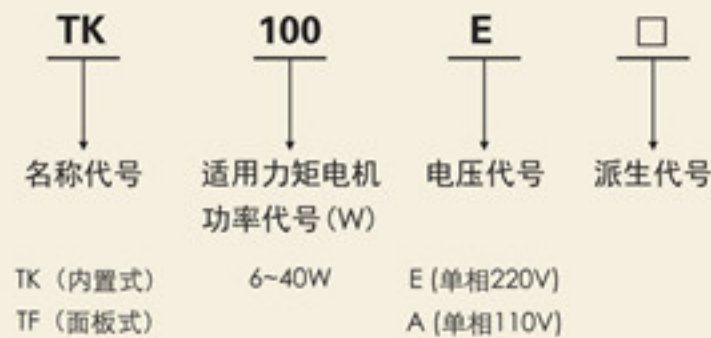 TK 100 E □
名称代号 适用力矩电机 电压代号 派生代号
功率代号(W)
TK (内置式) 6~40W E (单相220V)
TF (面板式) A (单相110V)